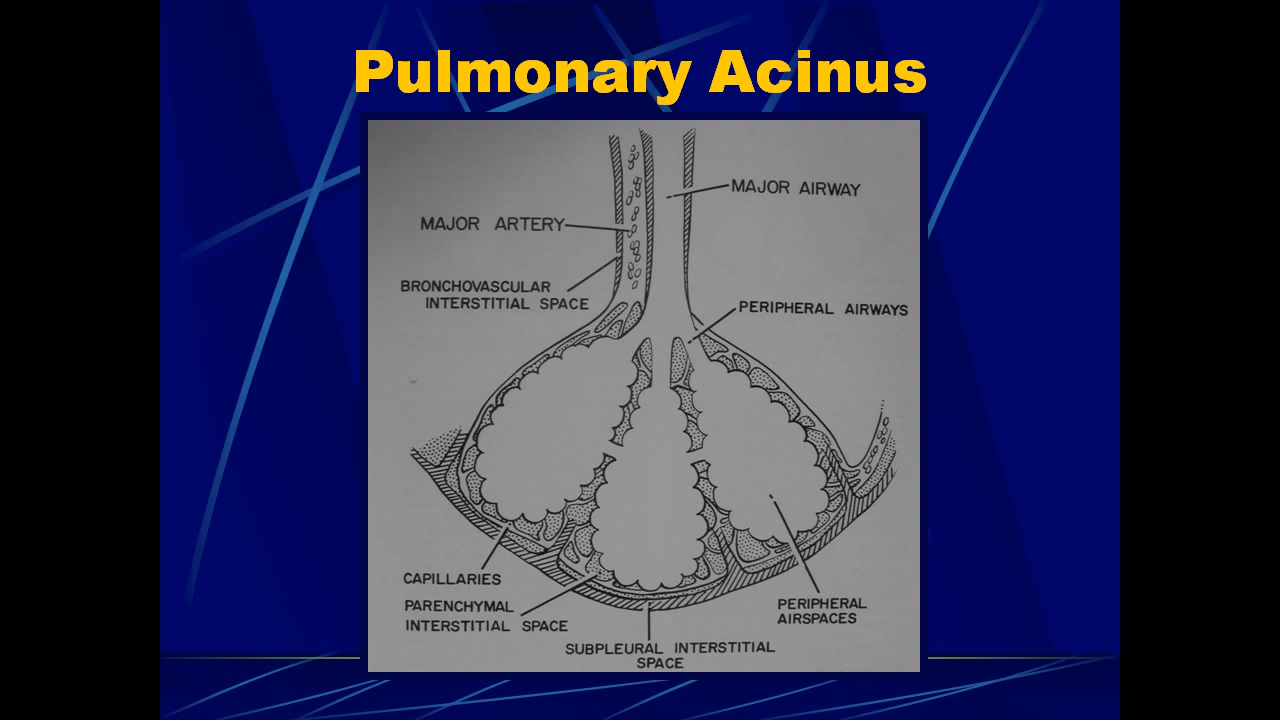 Pulmonary Acinus
MAJOR AIRWAY
MAJOR ARTERY
BRONCHOVASCULAR
INTERSTITIAL SPACE
PERIPHERAL AIRWAYS
CAPILLARIES
PARENCHYMAL
INTERSTITIAL SPACE
PERIPHERAL
AIRSPACES
SUBPLEURAL INTERSTITIAL
SPACE